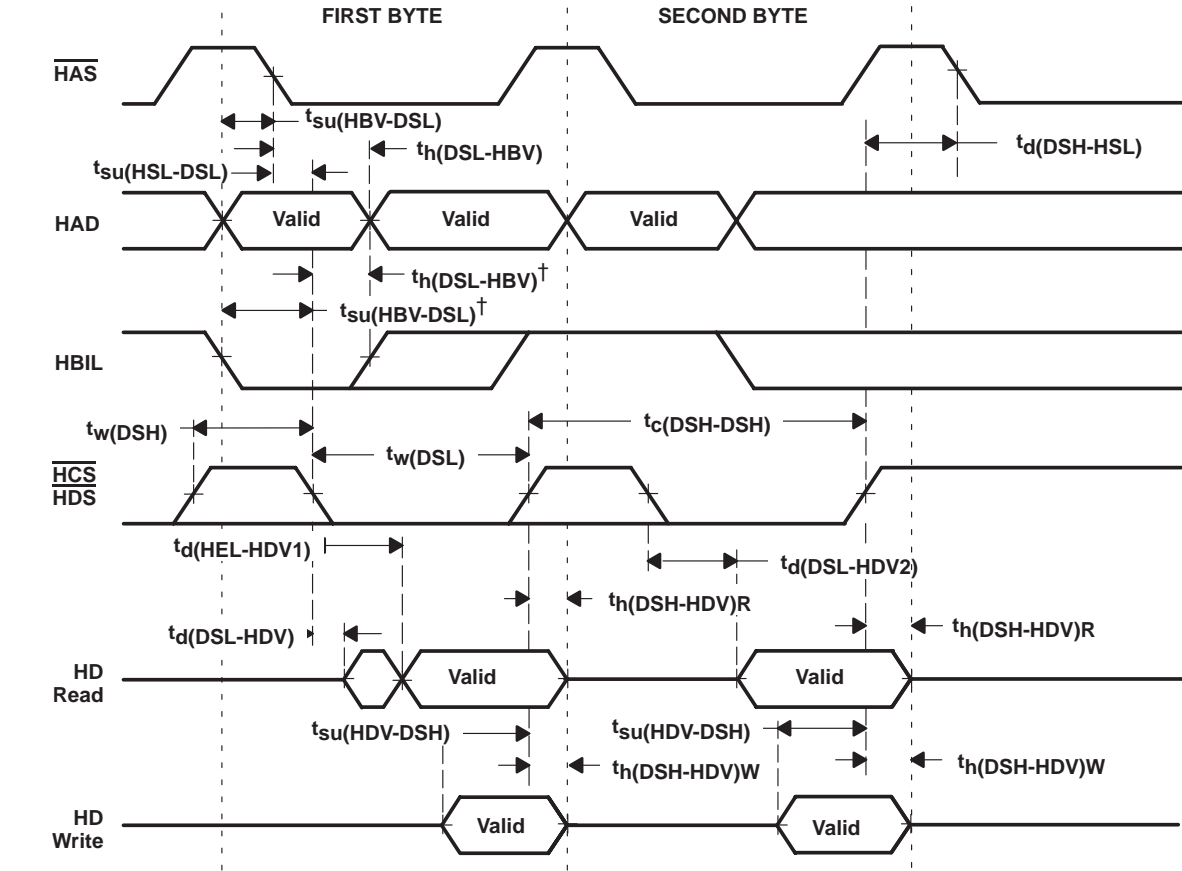 FIRST BYTE
SECOND BYTE
HAS
tsu(HBV-DSL)
th(DSL-HBV)
td(DSH-HSL)
tsu(HSL-DSL)
HAD
Valid
Valid
Valid
th(DSL-HBV)†
tsu(HBV-DSL)†
HBIL
tw(DSH)
tc(DSH-DSH)
tw(DSL)
HCS
HDS
td(HEL-HDV1)
td(DSL-HDV2)
th(DSH-HDV)R
th(DSH-HDV)R
td(DSL-HDV)
HD
Read
Valid
Valid
tsu(HDV-DSH)
tsu(HDV-DSH)
th(DSH-HDV)W
th(DSH-HDV)W
HD
Write
Valid
Valid